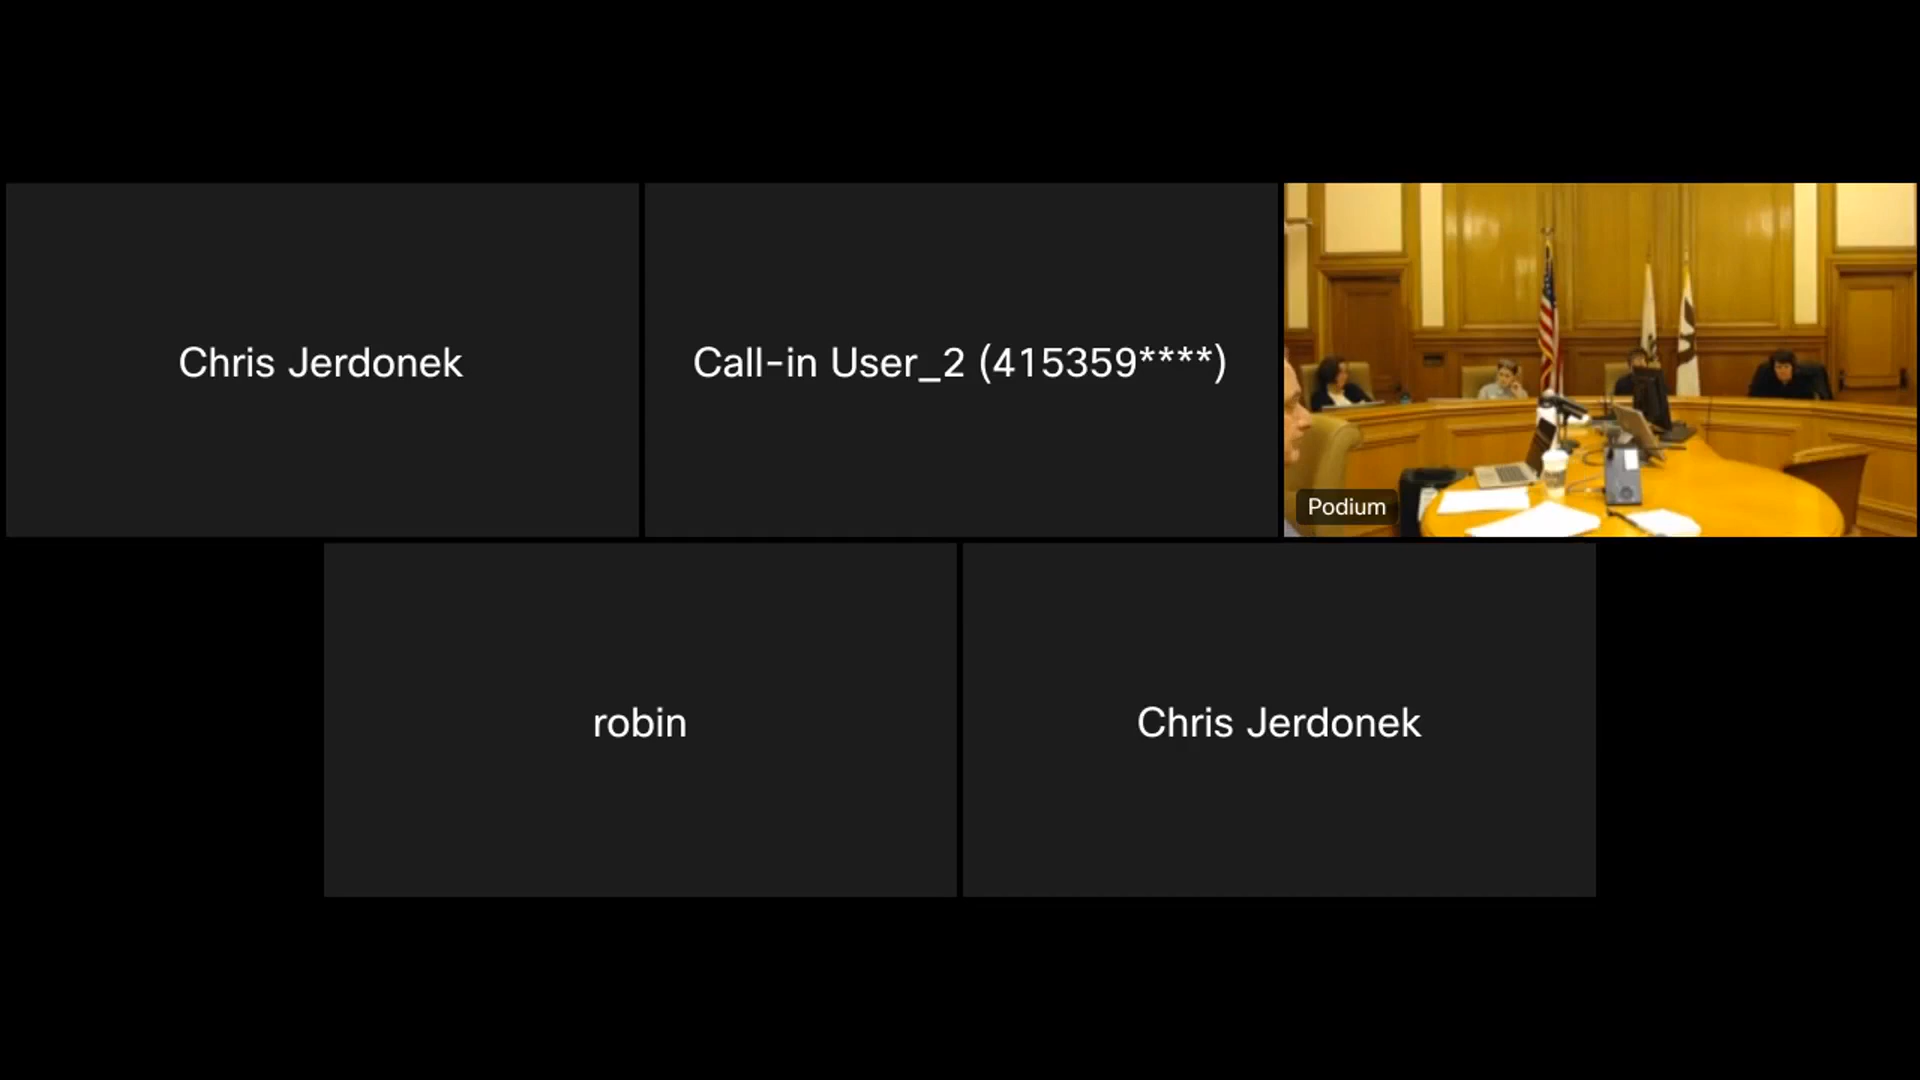 Chris Jerdonek
Call-in User_2 (415359****)
Podium
robin
Chris Jerdonek